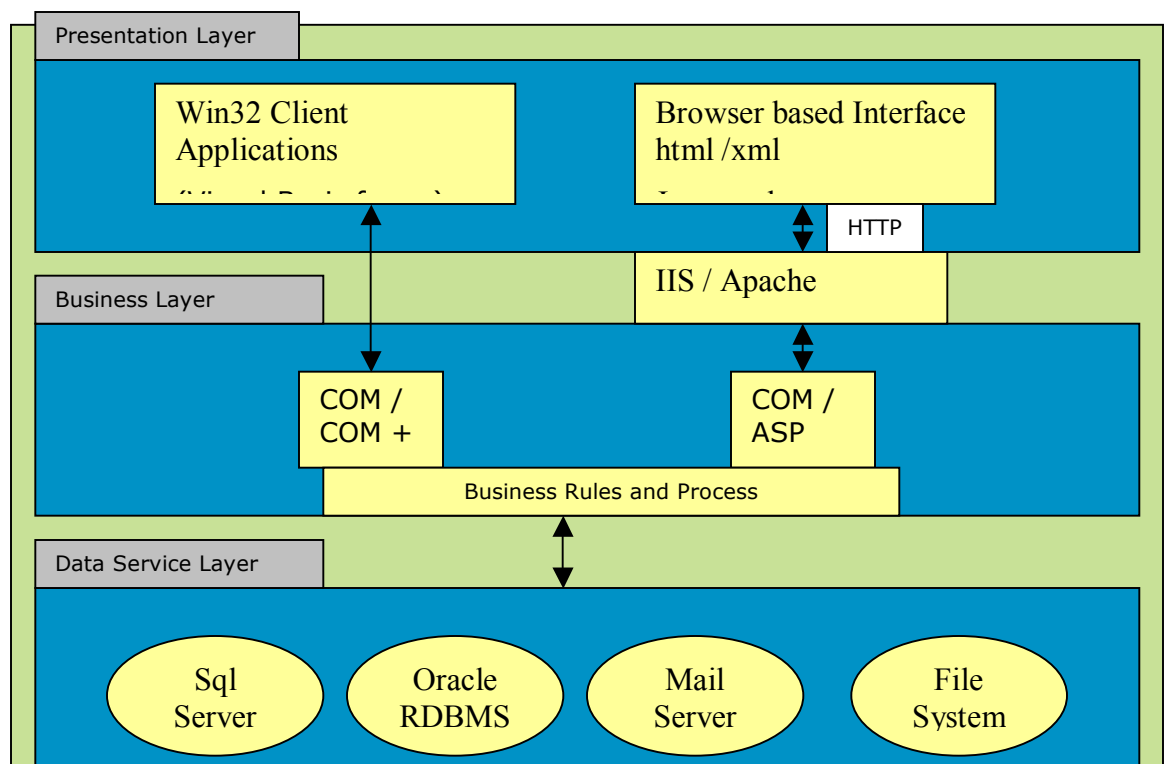 Presentation Layer
Win32 Client
Applications
Browser based Interface
html /xml
HTTP
IIS / Apache
Business Layer
COM /
COM +
COM /
ASP
Business Rules and Process
Data Service Layer
Sql
Server
Oracle
RDBMS
Mail
Server
File
System